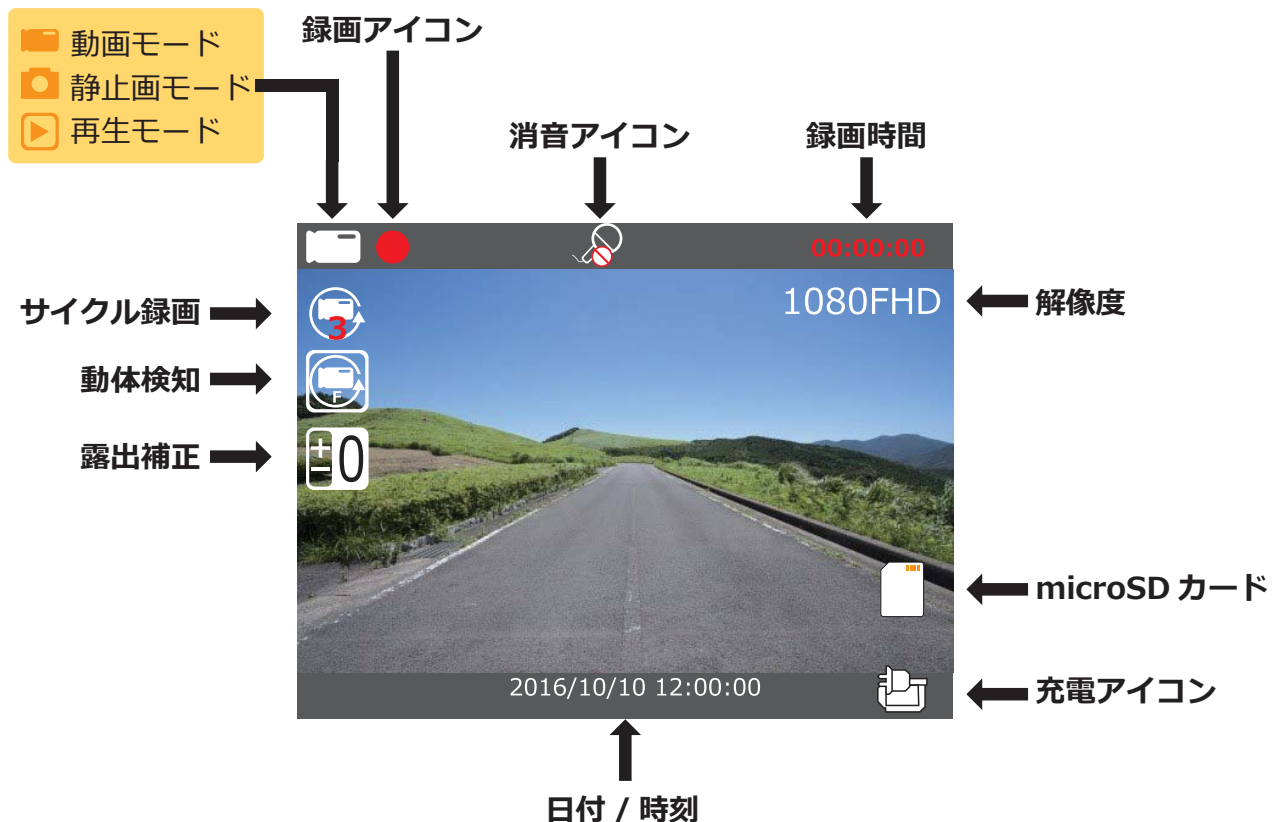 動画モード
静止画モード
再生モード
録画アイコン
消音アイコン
録画時間
00:00:00
サイクル録画
3
1080FHD
解像度
動体検知
F
露出補正
±0
microSD カード
2016/10/10 12:00:00
充電アイコン
日付 / 時刻